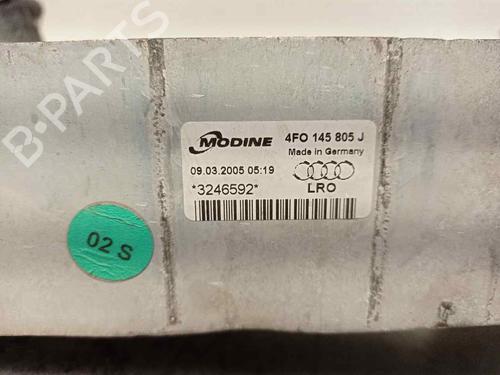 B-PARTS
MODINE
4FO 145 805 J
Made in Germany
09.03.2005 05:19
*3246592*
LRO
02 S